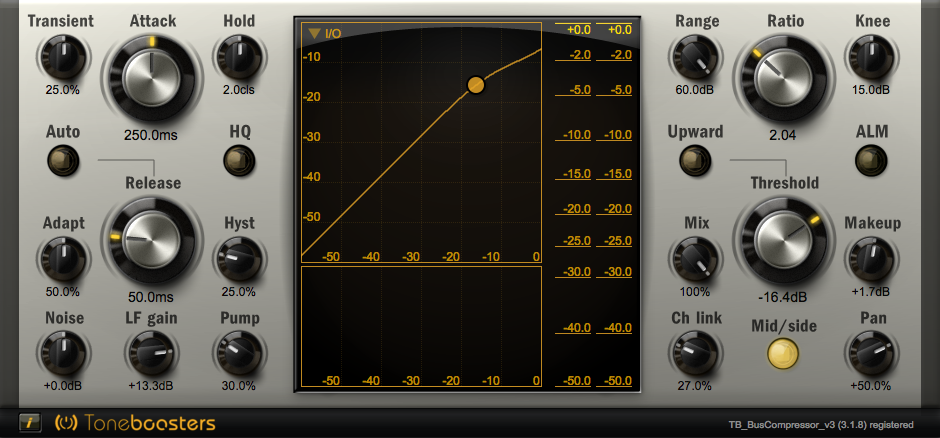 Transient Attack Hold
25.0% 250.0ms 2.0cls
Auto HQ
Release
Adapt Hyst
50.0% 50.0ms 25.0%
Noise LF gain Pump
+0.0dB +13.3dB 30.0%
I/O
-10
-20
-30
-40
-50
-50 -40 -30 -20 -10 0
-50 -40 -30 -20 -10 0
+0.0 +0.0
-2.0 -2.0
-5.0 -5.0
-10.0 -10.0
-15.0 -15.0
-20.0 -20.0
-25.0 -25.0
-30.0 -30.0
-40.0 -40.0
-50.0 -50.0
Range Ratio Knee
60.0dB 2.04 15.0dB
Upward ALM
Threshold
Mix Makeup
100% -16.4dB +1.7dB
Ch link Mid/side Pan
27.0% +50.0%
i Toneboosters TB_BusCompressor_v3 (3.1.8) registered